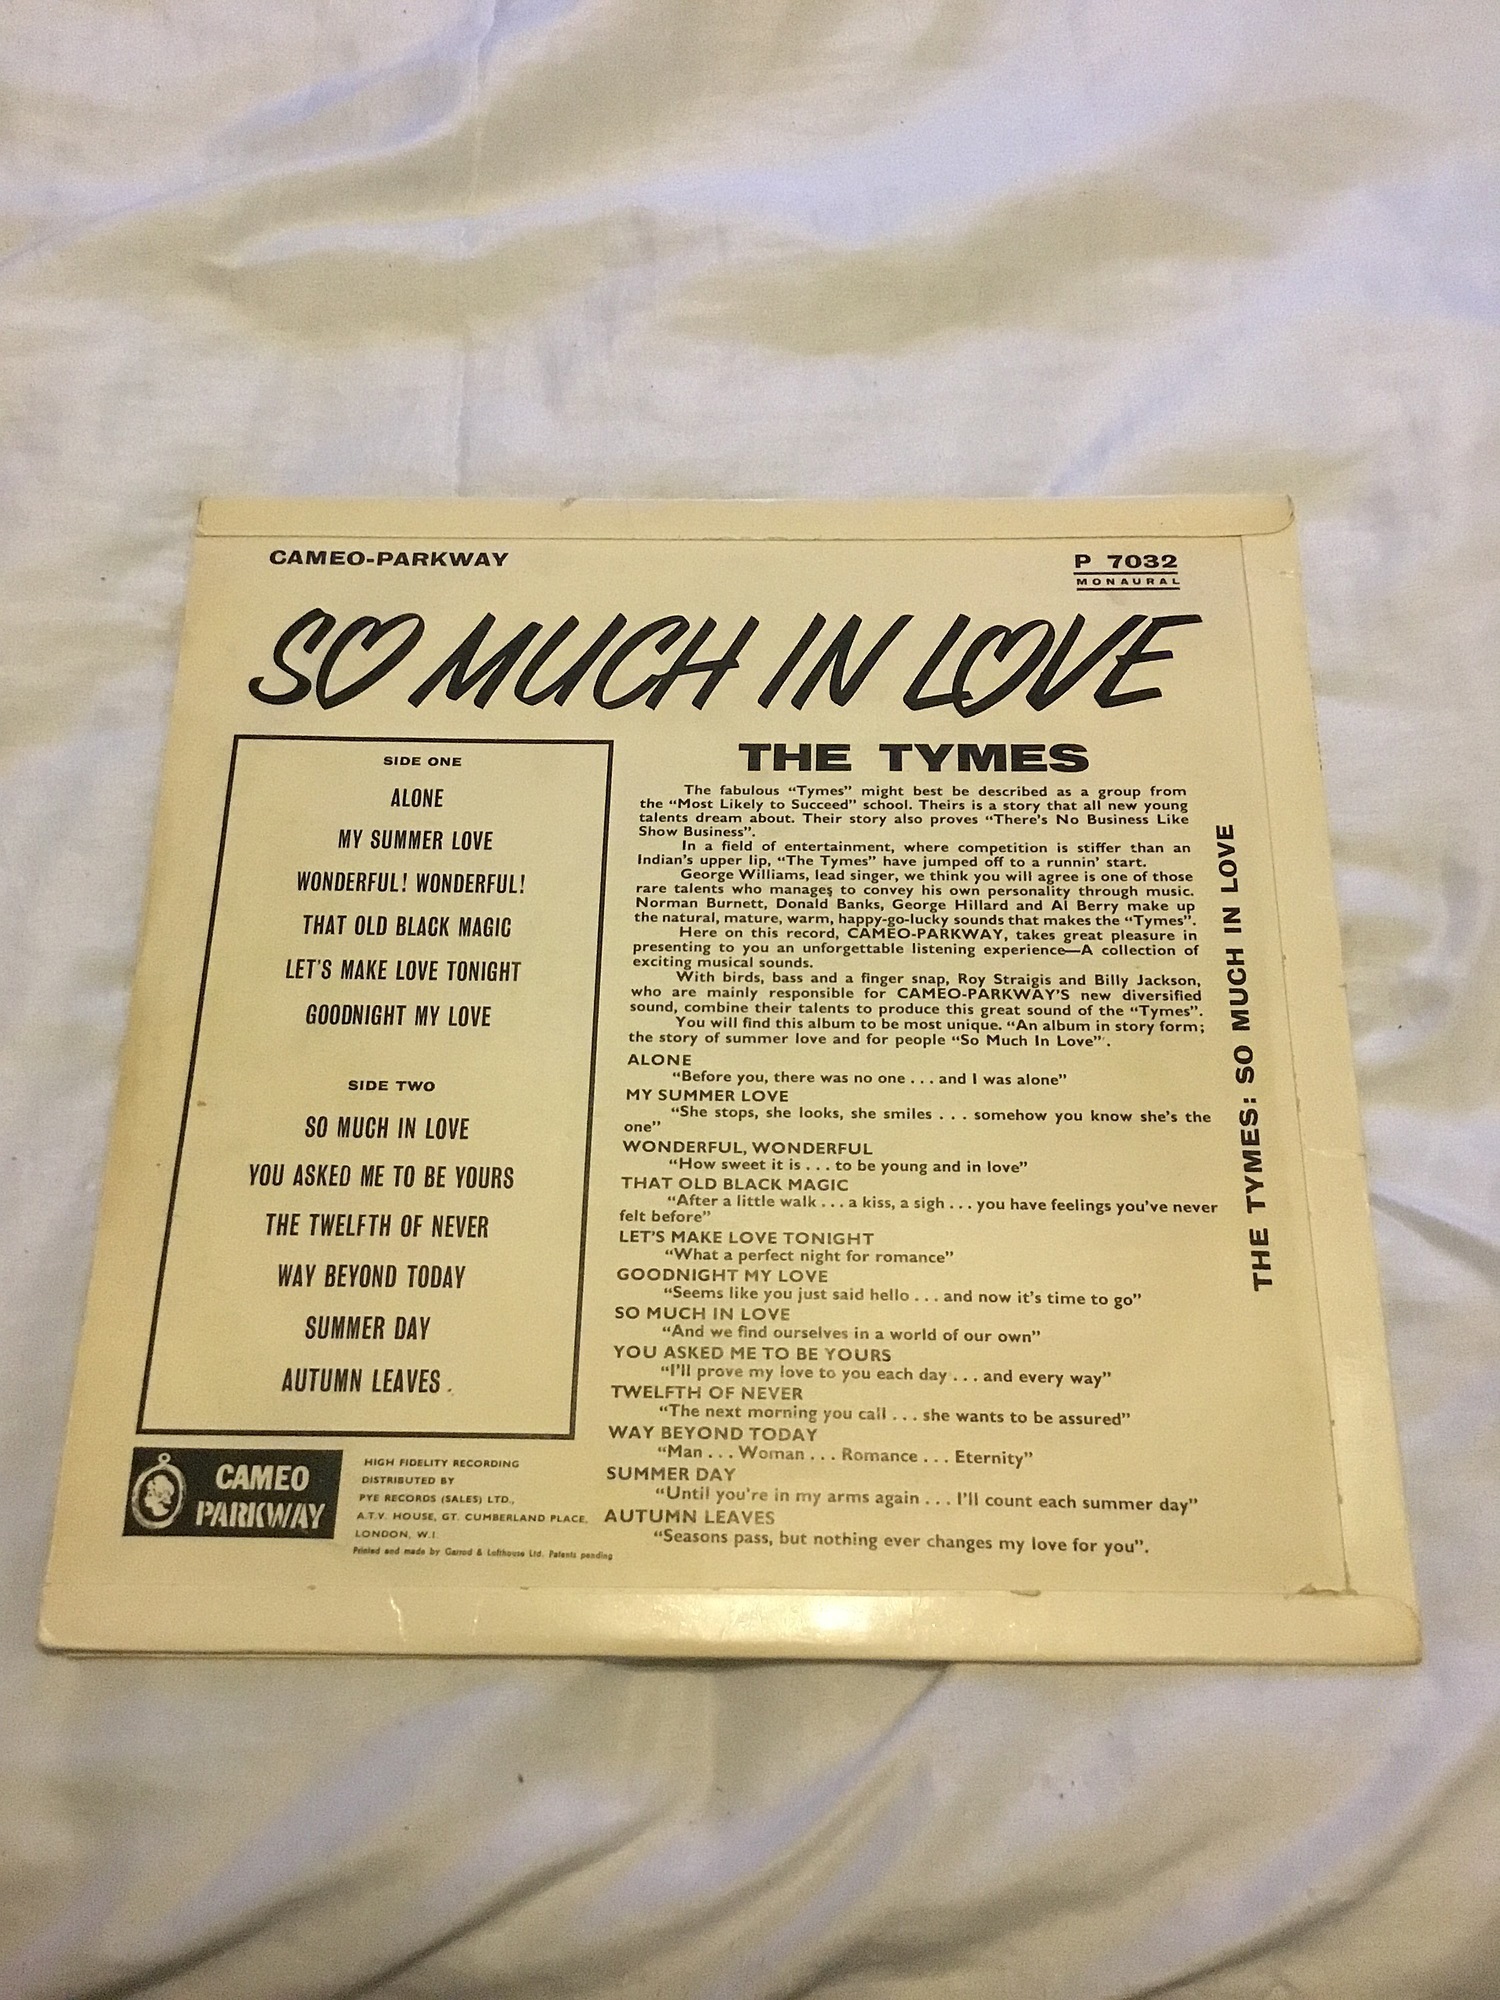 CAMEO-PARKWAY
P 7032
MONAURAL
SO MUCH IN LOVE
SIDE ONE
ALONE
MY SUMMER LOVE
WONDERFUL! WONDERFUL!
THAT OLD BLACK MAGIC
LET'S MAKE LOVE TONIGHT
GOODNIGHT MY LOVE
SIDE TWO
SO MUCH IN LOVE
YOU ASKED ME TO BE YOURS
THE TWELFTH OF NEVER
WAY BEYOND TODAY
SUMMER DAY
AUTUMN LEAVES .
CAMEO
PARKWAY
HIGH FIDELITY RECORDING
DISTRIBUTED BY
PYE RECORDS (SALES) LTD.,
A.T.V. HOUSE, GT. CUMBERLAND PLACE,
LONDON, W.1
Printed and made by Garrod & Lofthouse Ltd. Patents pending
THE TYMES
The fabulous “Tymes” might best be described as a group from
the “Most Likely to Succeed” school. Theirs is a story that all new young
talents dream about. Their story also proves “There's No Business Like
Show Business”.
In a field of entertainment, where competition is stiffer than an
Indian's upper lip, “The Tymes” have jumped off to a runnin' start.
George Williams, lead singer, we think you will agree is one of those
rare talents who manages to convey his own personality through music.
Norman Burnett, Donald Banks, George Hillard and Al Berry make up
the natural, mature, warm, happy-go-lucky sounds that makes the “Tymes”.
Here on this record, CAMEO-PARKWAY, takes great pleasure in
presenting to you an unforgettable listening experience—A collection of
exciting musical sounds.
With birds, bass and a finger snap, Roy Straigis and Billy Jackson,
who are mainly responsible for CAMEO-PARKWAY'S new diversified
sound, combine their talents to produce this great sound of the “Tymes”.
You will find this album to be most unique. “An album in story form;
the story of summer love and for people “So Much In Love”.
ALONE
“Before you, there was no one . . . and I was alone”
MY SUMMER LOVE
“She stops, she looks, she smiles . . . somehow you know she's the
one”
WONDERFUL, WONDERFUL
“How sweet it is . . . to be young and in love”
THAT OLD BLACK MAGIC
“After a little walk . . . a kiss, a sigh . . . you have feelings you've never
felt before”
LET'S MAKE LOVE TONIGHT
“What a perfect night for romance”
GOODNIGHT MY LOVE
“Seems like you just said hello . . . and now it's time to go”
SO MUCH IN LOVE
“And we find ourselves in a world of our own”
YOU ASKED ME TO BE YOURS
“I'll prove my love to you each day . . . and every way”
TWELFTH OF NEVER
“The next morning you call . . . she wants to be assured”
WAY BEYOND TODAY
“Man . . . Woman . . . Romance . . . Eternity”
SUMMER DAY
“Until you're in my arms again . . . I'll count each summer day”
AUTUMN LEAVES
“Seasons pass, but nothing ever changes my love for you”.
THE TYMES: SO MUCH IN LOVE